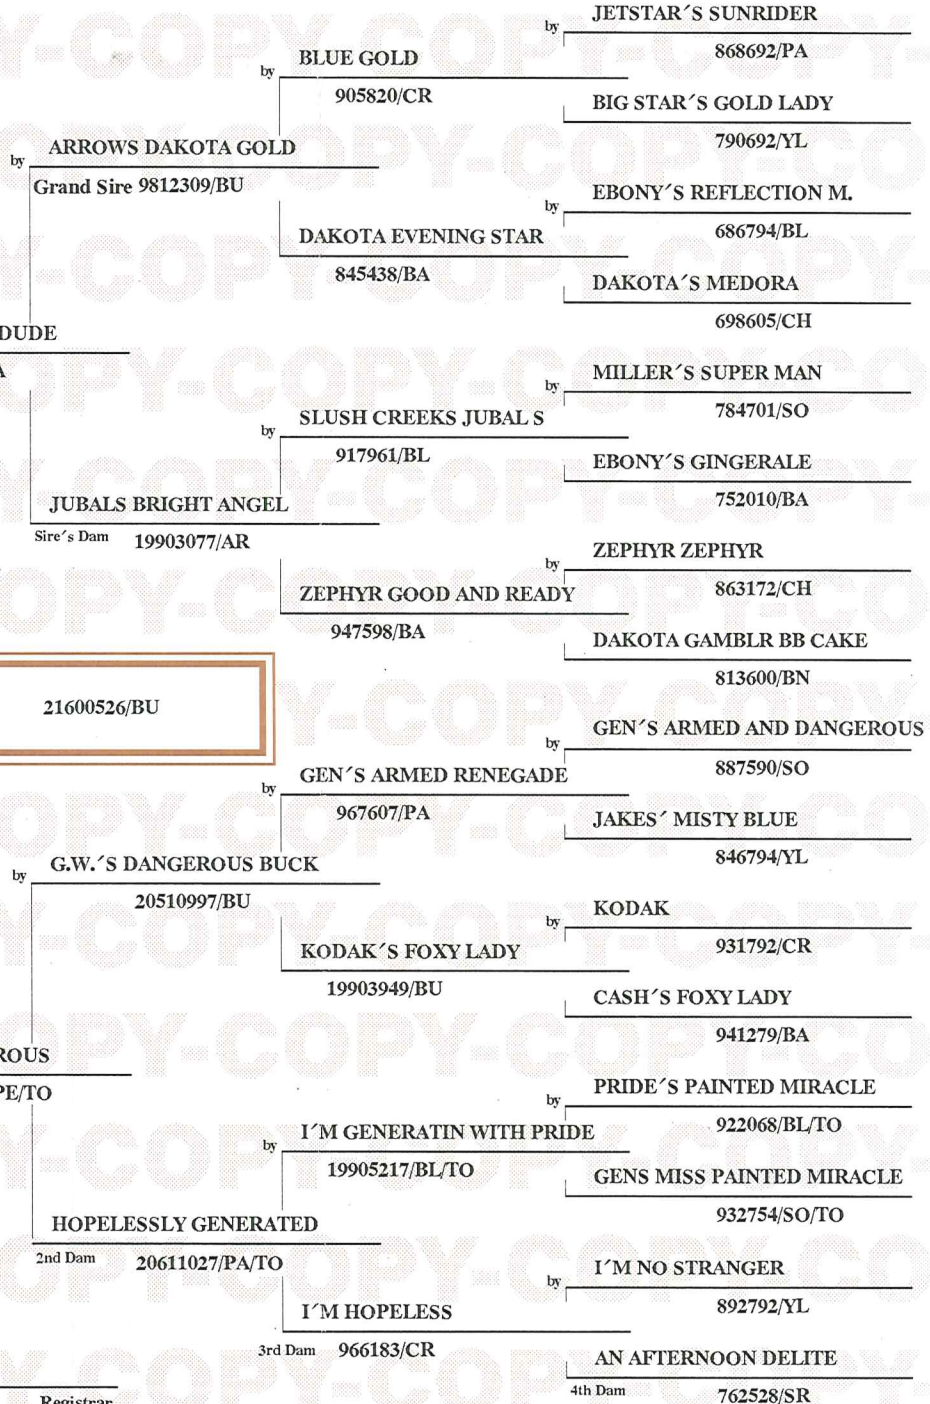 by JETSTAR´S SUNRIDER
868692/PA
by BLUE GOLD
905820/CR
BIG STAR´S GOLD LADY
790692/YL
by ARROWS DAKOTA GOLD
Grand Sire 9812309/BU
by EBONY´S REFLECTION M.
686794/BL
DAKOTA EVENING STAR
845438/BA
DAKOTA´S MEDORA
698605/CH
DUDE
A
by MILLER´S SUPER MAN
784701/SO
by SLUSH CREEKS JUBAL S
917961/BL
EBONY´S GINGERALE
752010/BA
JUBALS BRIGHT ANGEL
Sire´s Dam 19903077/AR
by ZEPHYR ZEPHYR
863172/CH
ZEPHYR GOOD AND READY
947598/BA
DAKOTA GAMBLR BB CAKE
813600/BN
21600526/BU
by GEN´S ARMED AND DANGEROUS
887590/SO
by GEN´S ARMED RENEGADE
967607/PA
JAKES´ MISTY BLUE
846794/YL
by G.W.´S DANGEROUS BUCK
20510997/BU
by KODAK
931792/CR
KODAK´S FOXY LADY
19903949/BU
CASH´S FOXY LADY
941279/BA
ROUS
PE/TO
by PRIDE´S PAINTED MIRACLE
922068/BL/TO
by I´M GENERATIN WITH PRIDE
19905217/BL/TO
GENS MISS PAINTED MIRACLE
932754/SO/TO
HOPELESSLY GENERATED
2nd Dam 20611027/PA/TO
by I´M NO STRANGER
892792/YL
I´M HOPELESS
3rd Dam 966183/CR
AN AFTERNOON DELITE
4th Dam 762528/SR
Registrar